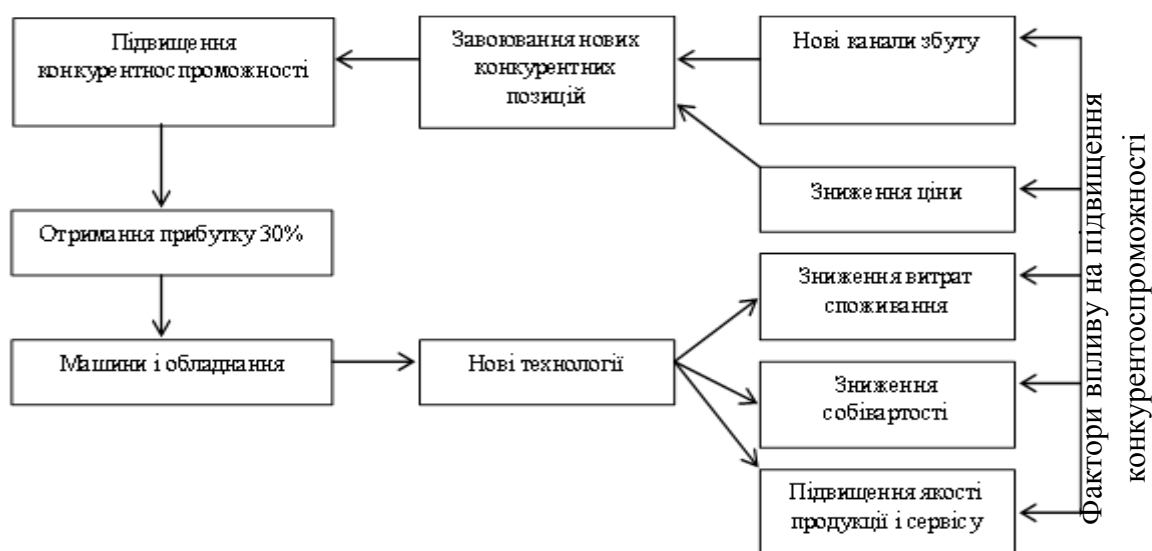 Підвищення
конкурентноспроможності
Завоювання нових
конкурентних
позицій
Нові канали збуту
Зниження ціни
Отримання прибутку 30%
Зниження витрат
споживання
Машини і обладнання
Нові технології
Зниження
собівартості
Підвищення якості
продукції і сервісу
Фактори впливу на підвищення
конкурентоспроможності